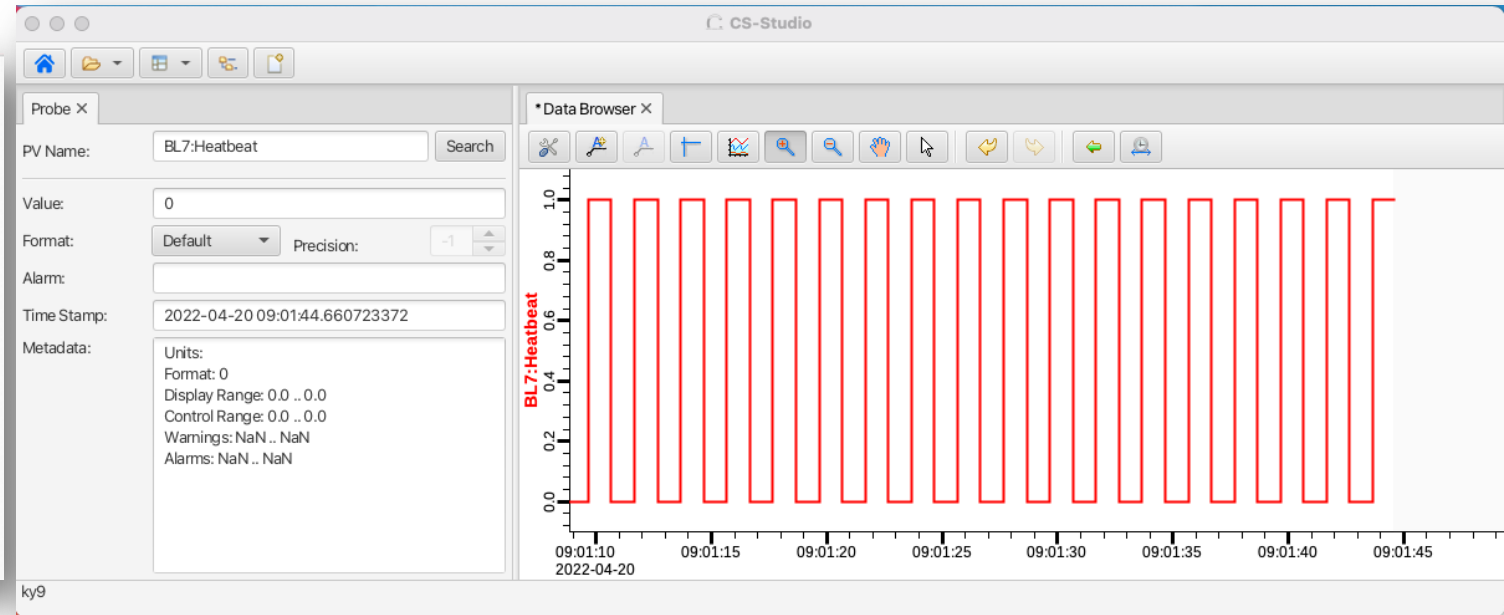 CS-Studio
Probe
PV Name:
BL7:Heatbeat
Search
Value:
0
Format:
Default
Precision:
-1
Alarm:
Time Stamp:
2022-04-20 09:01:44.660723372
Metadata:
Units:
Format: 0
Display Range: 0.0 .. 0.0
Control Range: 0.0 .. 0.0
Warnings: NaN .. NaN
Alarms: NaN .. NaN
*Data Browser
BL7:Heatbeat
1.0
0.8
0.6
0.4
0.2
0.0
09:01:10
09:01:15
09:01:20
09:01:25
09:01:30
09:01:35
09:01:40
09:01:45
2022-04-20
ky9